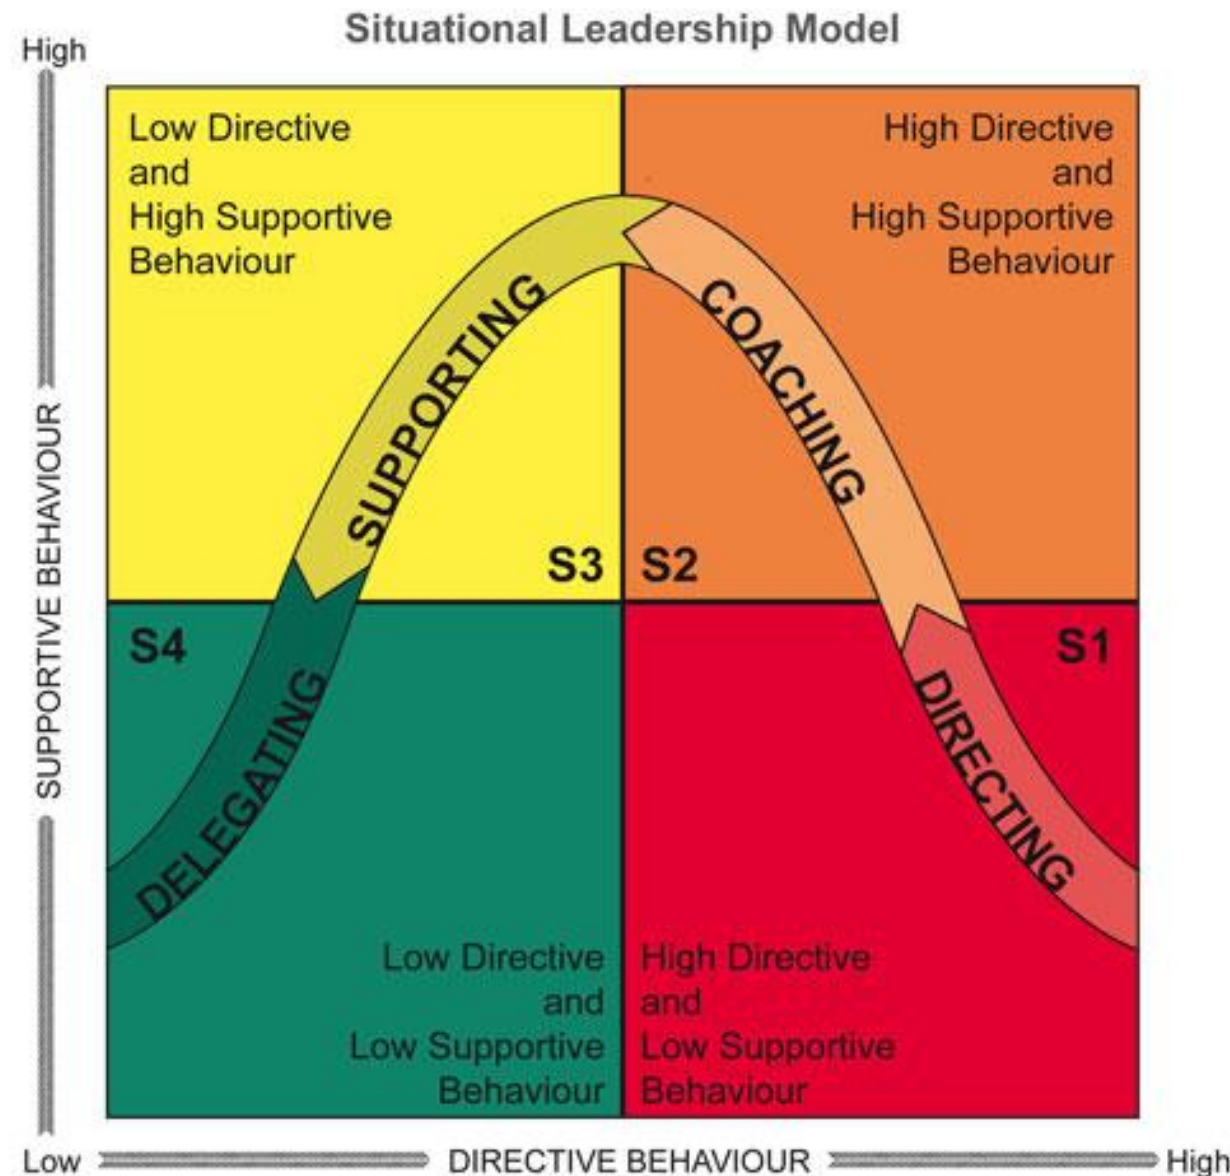 Situational Leadership Model
High
Low Directive
and
High Supportive
Behaviour
High Directive
and
High Supportive
Behaviour
SUPPORTING
COACHING
S3
S2
SUPPORTIVE BEHAVIOUR
S4
S1
DELEGATING
DIRECTING
Low Directive
and
Low Supportive
Behaviour
High Directive
and
Low Supportive
Behaviour
Low
DIRECTIVE BEHAVIOUR
High